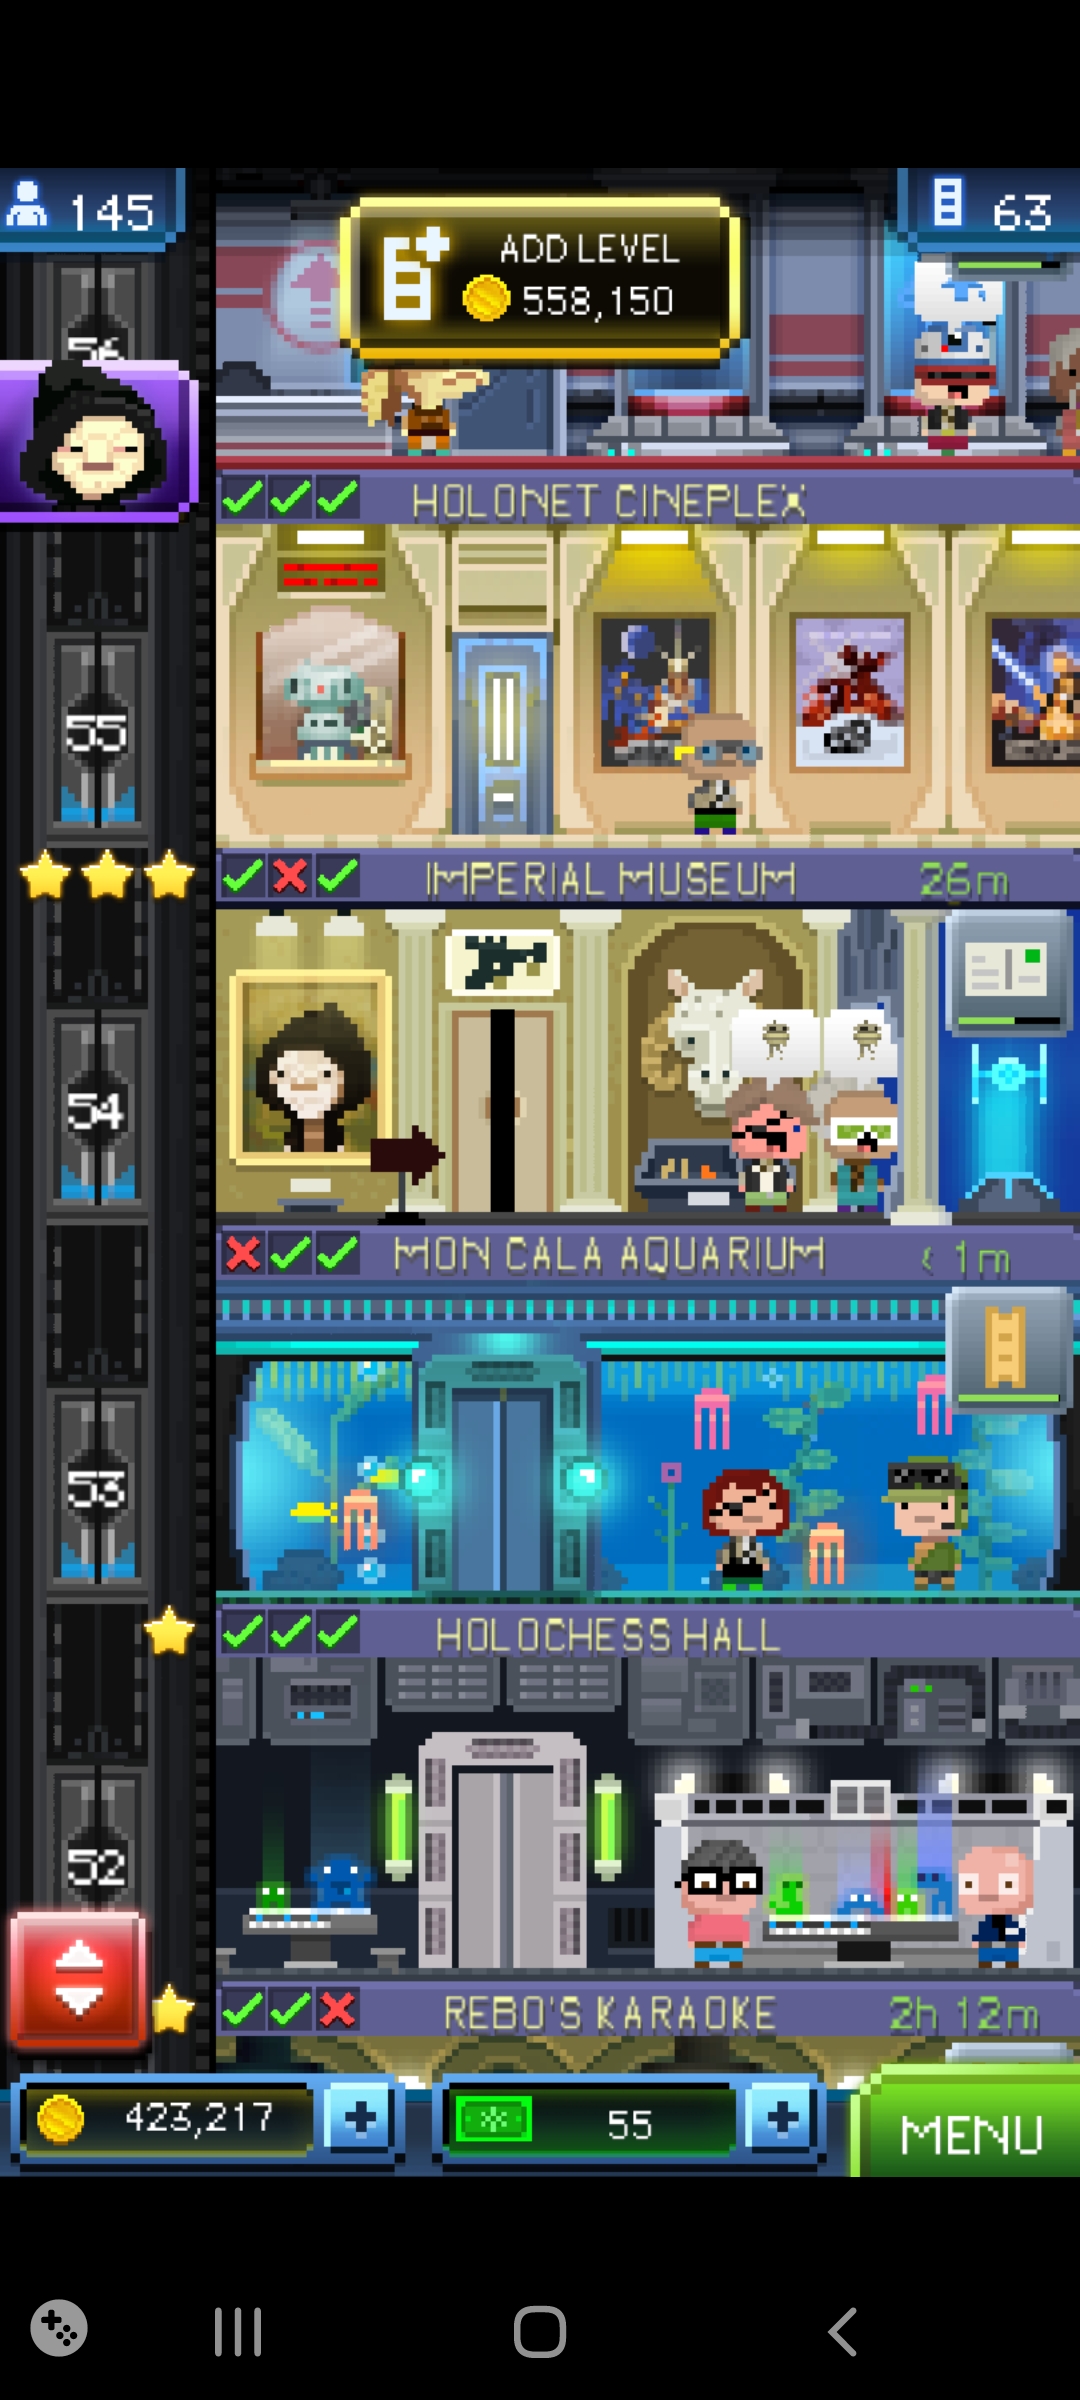 145
63
ADD LEVEL
558,150
56
HOLONET CINEPLEX
55
IMPERIAL MUSEUM 26m
54
MON CALA AQUARIUM < 1m
53
HOLOCHESS HALL
52
REBO'S KARAOKE 2h 12m
423,217
55
MENU